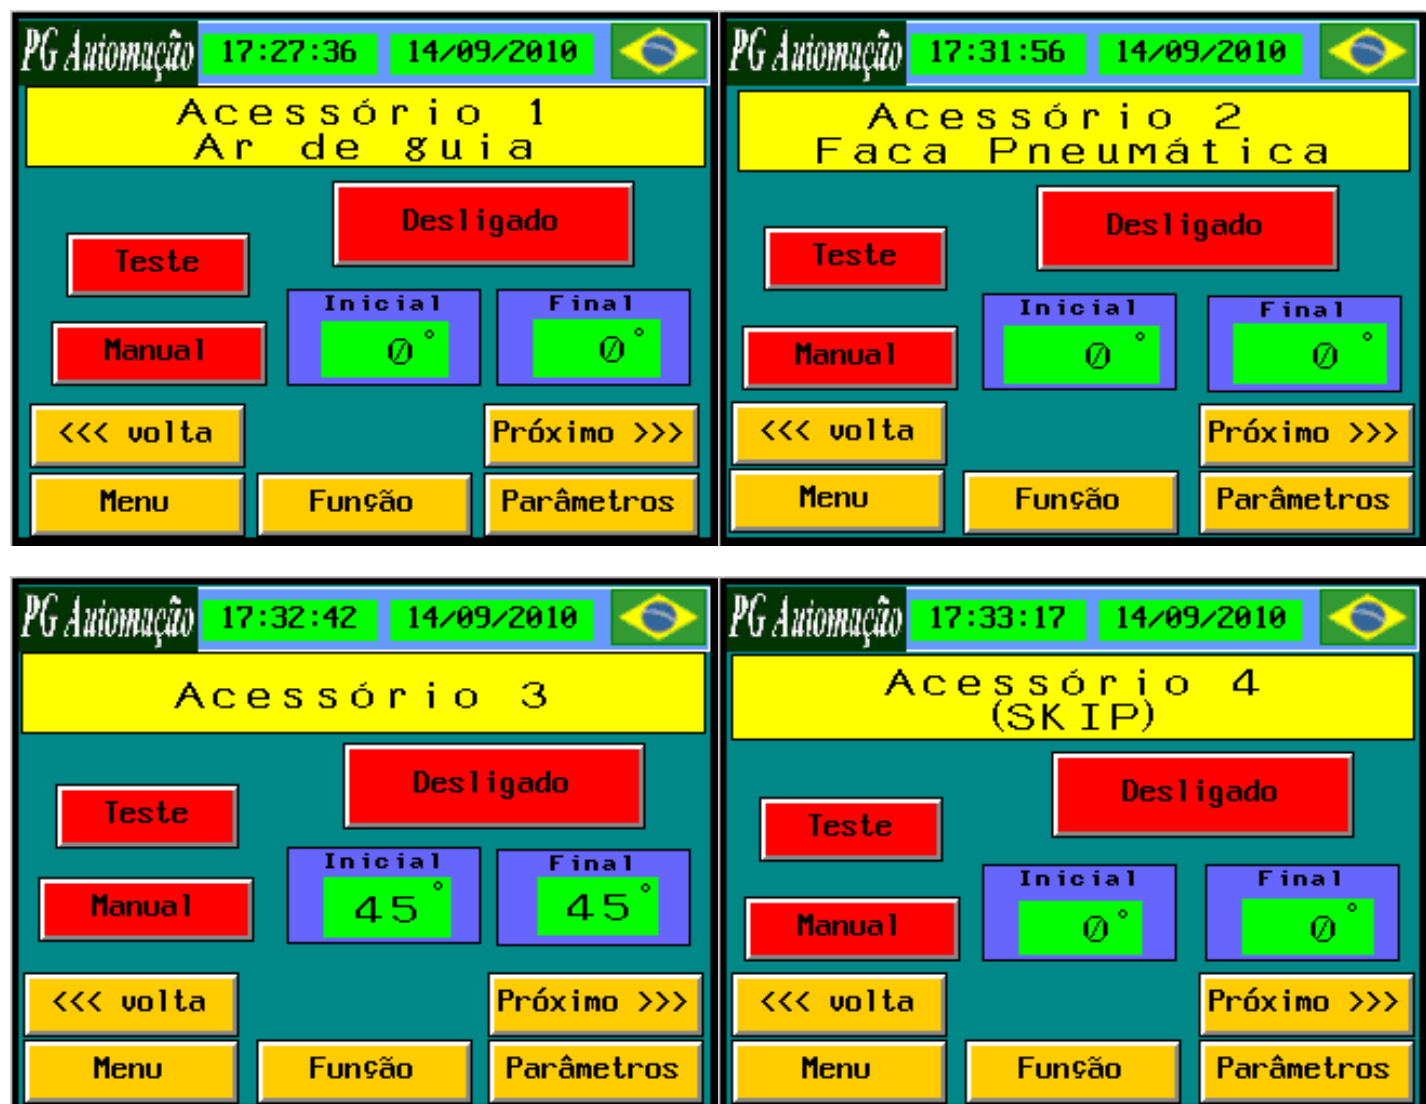 PG Automação 17:27:36 14/09/2010
Acessório 1
Ar de guia
Desligado
Teste
Inicial Final
Manual 0° 0°
<<< volta Próximo >>>
Menu Função Parâmetros
PG Automação 17:31:56 14/09/2010
Acessório 2
Faca Pneumática
Desligado
Teste
Inicial Final
Manual 0° 0°
<<< volta Próximo >>>
Menu Função Parâmetros
PG Automação 17:32:42 14/09/2010
Acessório 3
Desligado
Teste
Inicial Final
Manual 45° 45°
<<< volta Próximo >>>
Menu Função Parâmetros
PG Automação 17:33:17 14/09/2010
Acessório 4
(SKIP)
Desligado
Teste
Inicial Final
Manual 0° 0°
<<< volta Próximo >>>
Menu Função Parâmetros